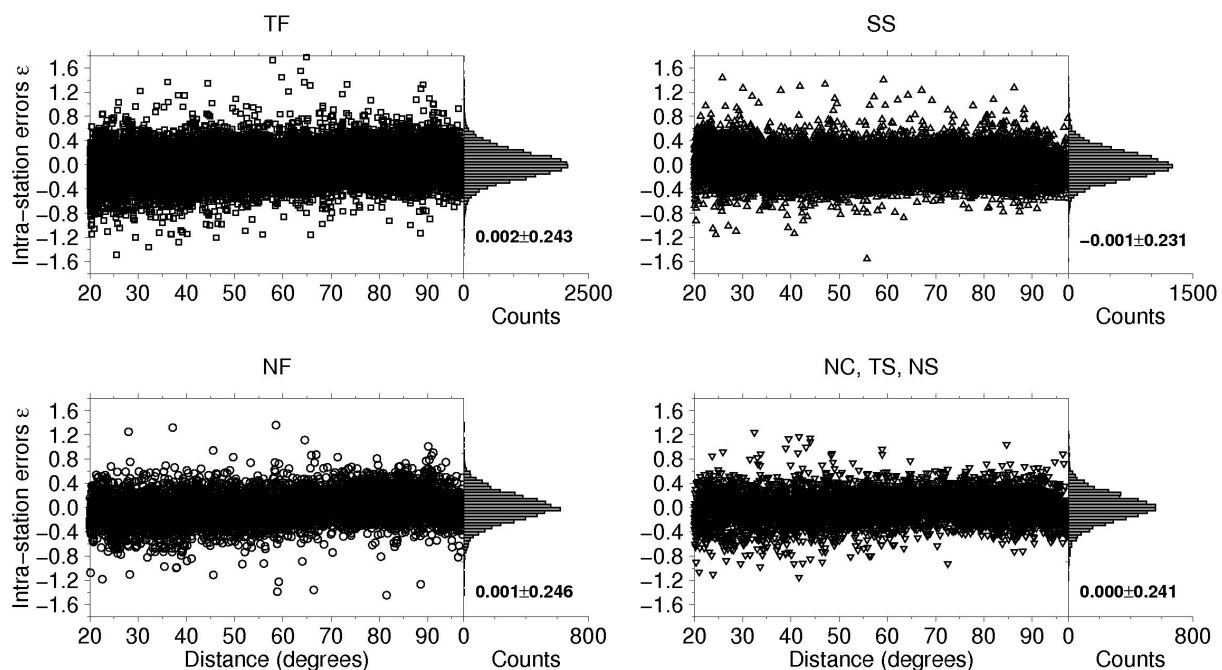 TF
Intra−station errors ε
1.6
1.2
0.8
0.4
0.0
−0.4
−0.8
−1.2
−1.6
0.002±0.243
20 30 40 50 60 70 80 90 0 2500
Counts
SS
1.6
1.2
0.8
0.4
0.0
−0.4
−0.8
−1.2
−1.6
−0.001±0.231
20 30 40 50 60 70 80 90 0 1500
Counts
NF
Intra−station errors ε
1.6
1.2
0.8
0.4
0.0
−0.4
−0.8
−1.2
−1.6
0.001±0.246
20 30 40 50 60 70 80 90 0 800
Distance (degrees) Counts
NC, TS, NS
1.6
1.2
0.8
0.4
0.0
−0.4
−0.8
−1.2
−1.6
0.000±0.241
20 30 40 50 60 70 80 90 0 800
Distance (degrees) Counts